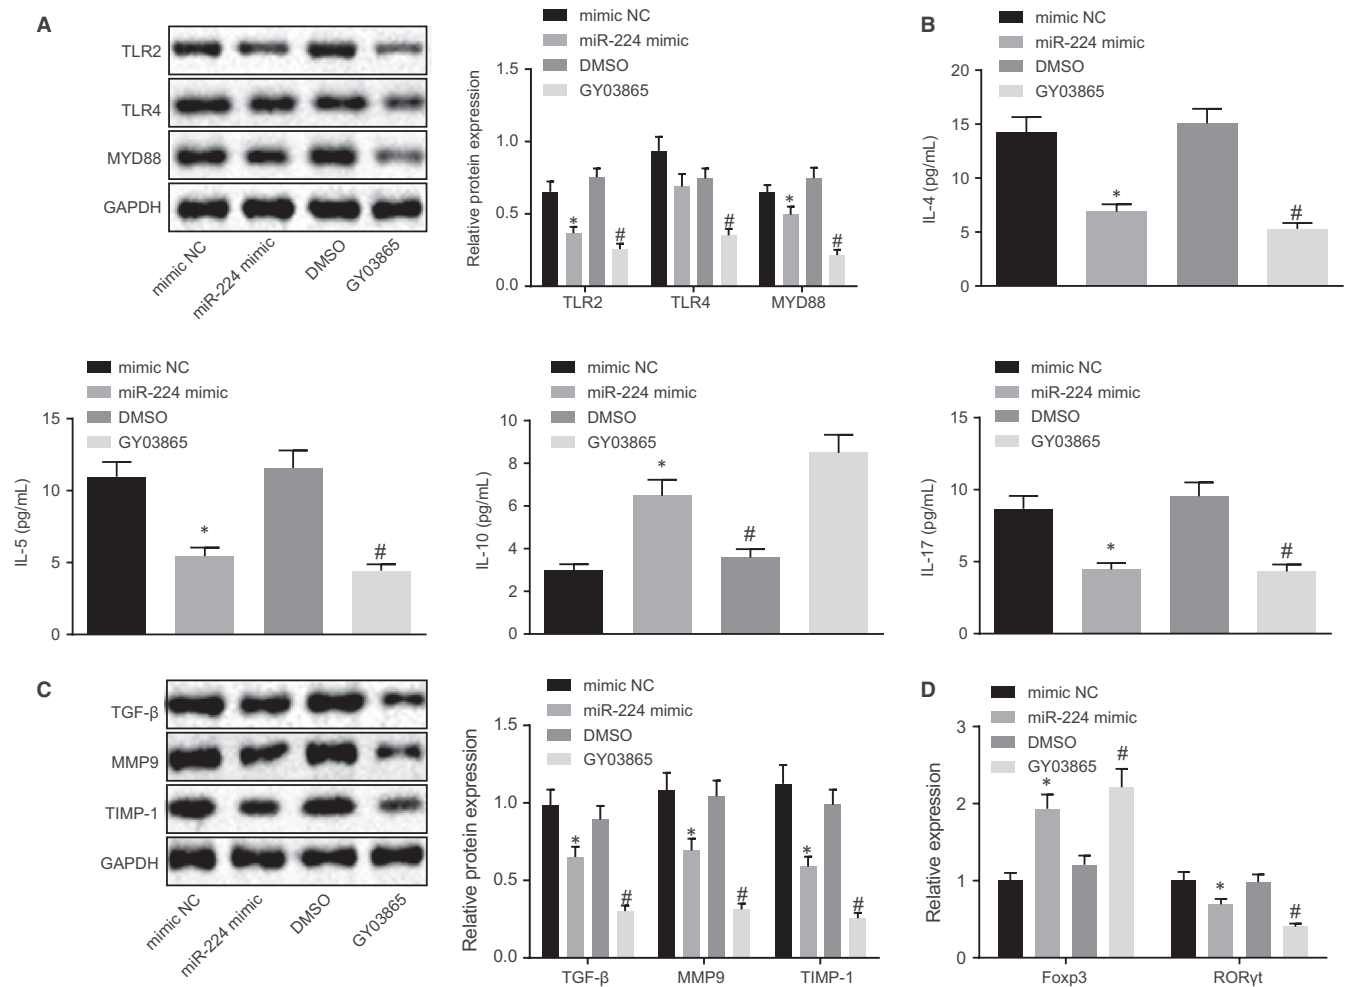 A
TLR2
TLR4
MYD88
GAPDH
mimic NC
miR-224 mimic
DMSO
GY03865
mimic NC
miR-224 mimic
DMSO
GY03865
Relative protein expression
1.5
1.0
0.5
0.0
*
#
#
*
#
TLR2
TLR4
MYD88
B
mimic NC
miR-224 mimic
DMSO
GY03865
IL-4 (pg/mL)
20
15
10
5
0
*
#
mimic NC
miR-224 mimic
DMSO
GY03865
IL-5 (pg/mL)
15
10
5
0
*
#
mimic NC
miR-224 mimic
DMSO
GY03865
IL-10 (pg/mL)
10
8
6
4
2
0
*
#
mimic NC
miR-224 mimic
DMSO
GY03865
IL-17 (pg/mL)
15
10
5
0
*
#
C
TGF-β
MMP9
TIMP-1
GAPDH
mimic NC
miR-224 mimic
DMSO
GY03865
mimic NC
miR-224 mimic
DMSO
GY03865
Relative protein expression
1.5
1.0
0.5
0.0
*
#
*
#
*
#
TGF-β
MMP9
TIMP-1
D
mimic NC
miR-224 mimic
DMSO
GY03865
Relative expression
3
2
1
0
*
#
*
#
Foxp3
RORγt